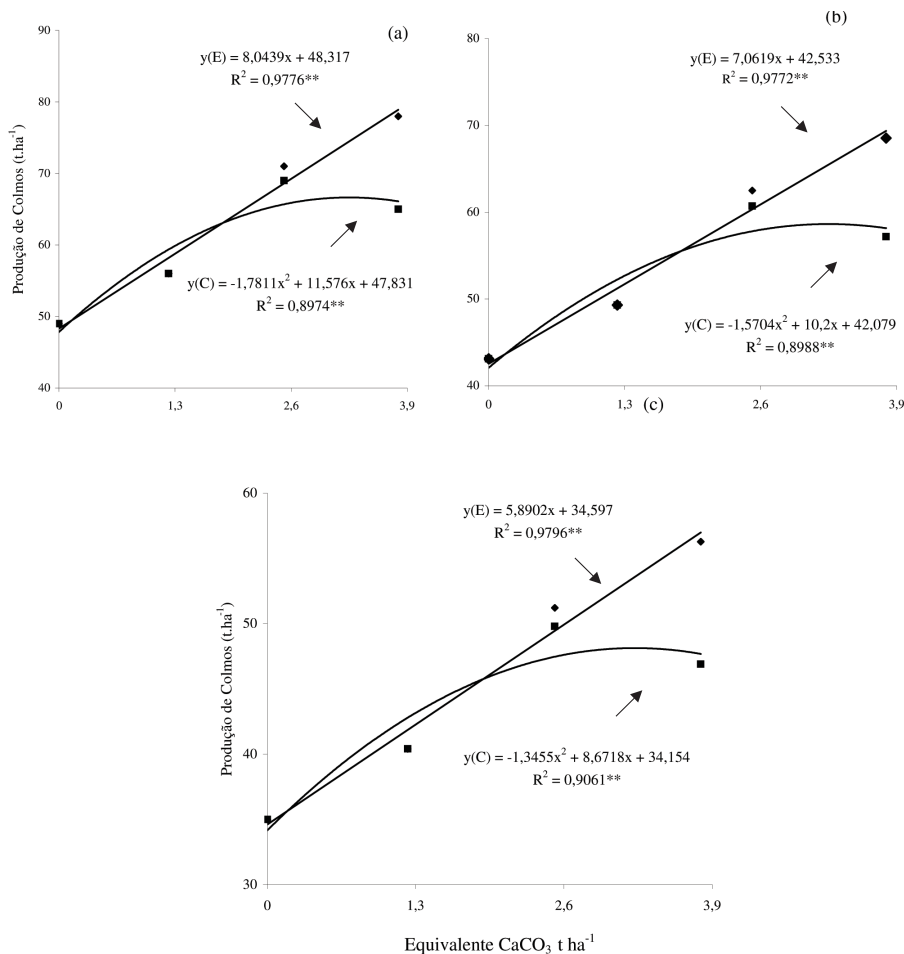 (a)
90
y(E) = 8,0439x + 48,317
R² = 0,9776**
80
70
60
50
40
y(C) = -1,7811x² + 11,576x + 47,831
R² = 0,8974**
0 1,3 2,6 3,9
Produção de Colmos (t.ha⁻¹)
(b)
80
y(E) = 7,0619x + 42,533
R² = 0,9772**
70
60
50
40
y(C) = -1,5704x² + 10,2x + 42,079
R² = 0,8988**
0 1,3 2,6 3,9
(c)
60
y(E) = 5,8902x + 34,597
R² = 0,9796**
50
40
30
y(C) = -1,3455x² + 8,6718x + 34,154
R² = 0,9061**
0 1,3 2,6 3,9
Produção de Colmos (t.ha⁻¹)
Equivalente CaCO₃ t ha⁻¹